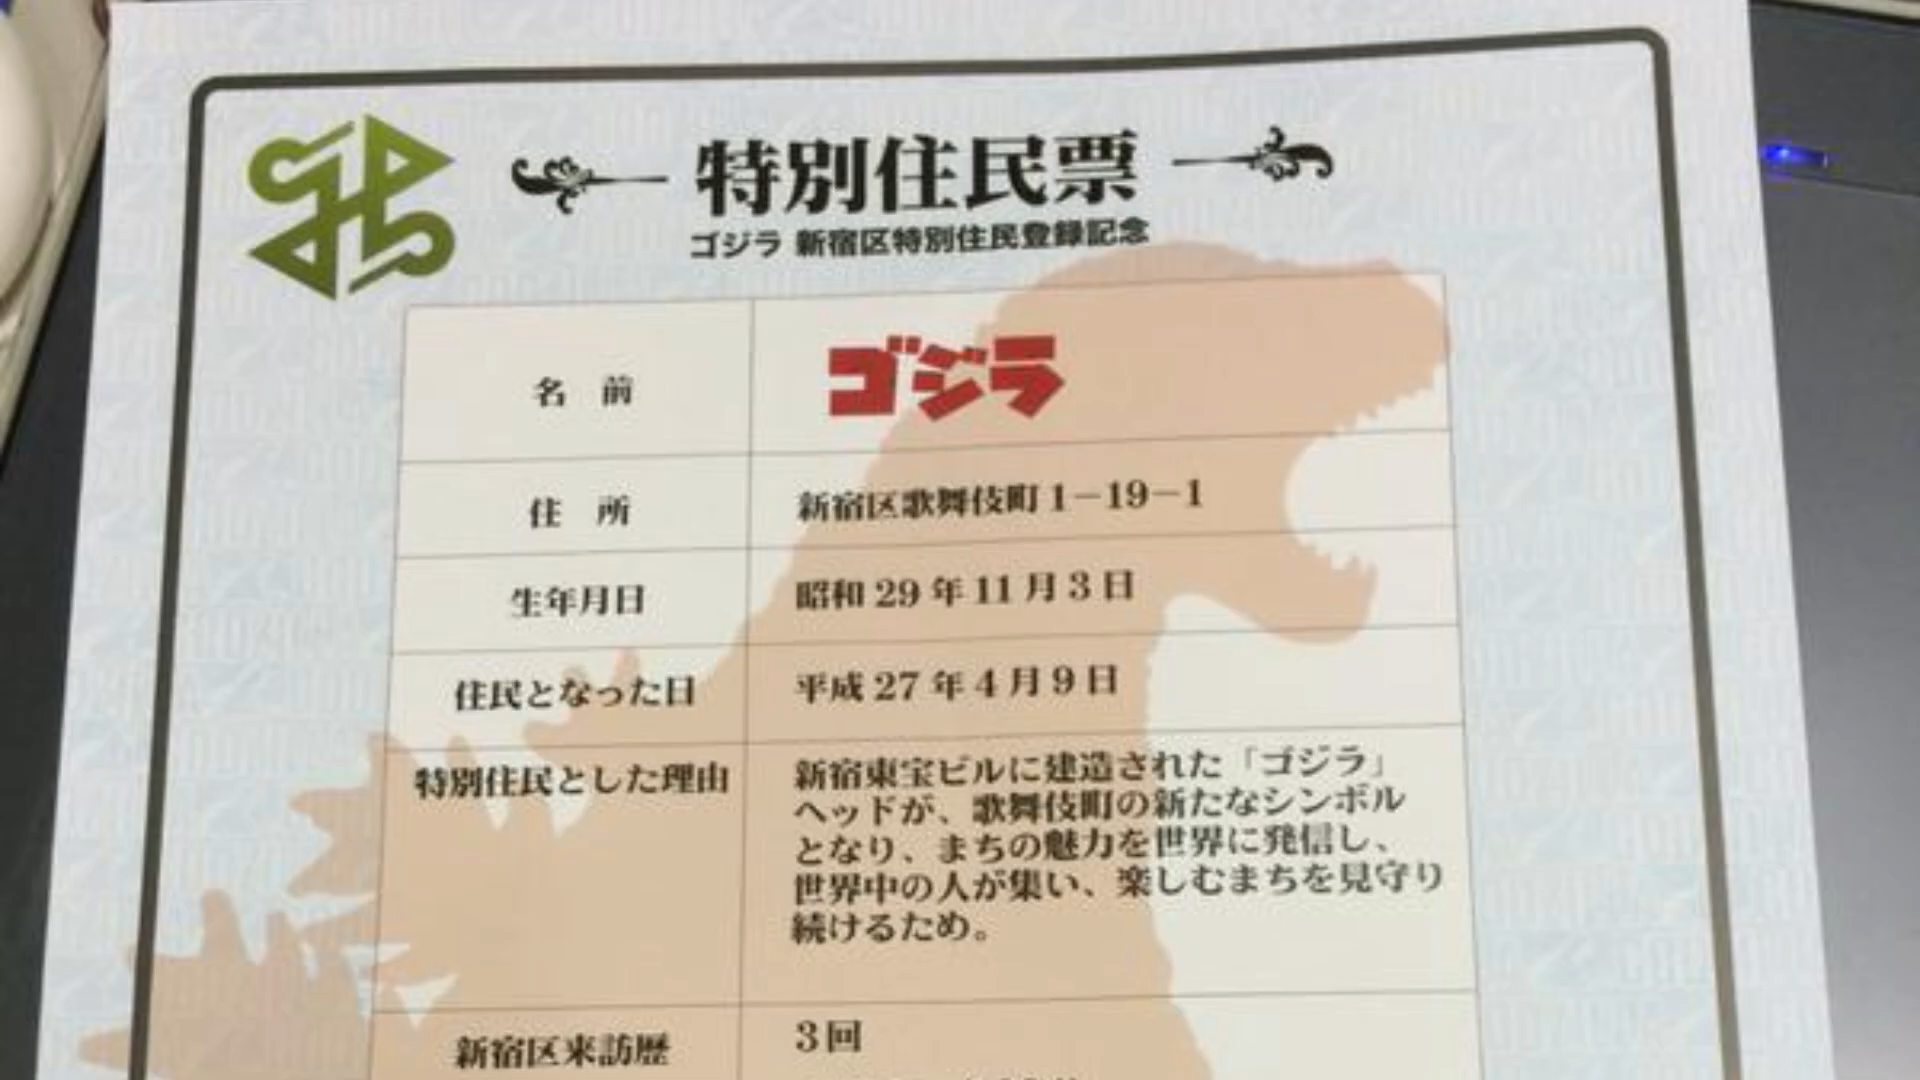 特別住民票
ゴジラ 新宿区特別住民登録記念
名 前 ゴジラ
住 所 新宿区歌舞伎町1-19-1
生年月日 昭和29年11月3日
住民となった日 平成27年4月9日
特別住民とした理由 新宿東宝ビルに建造された「ゴジラ」
ヘッドが、歌舞伎町の新たなシンボル
となり、まちの魅力を世界に発信し、
世界中の人が集い、楽しむまちを見守り
続けるため。
新宿区来訪歴 3回